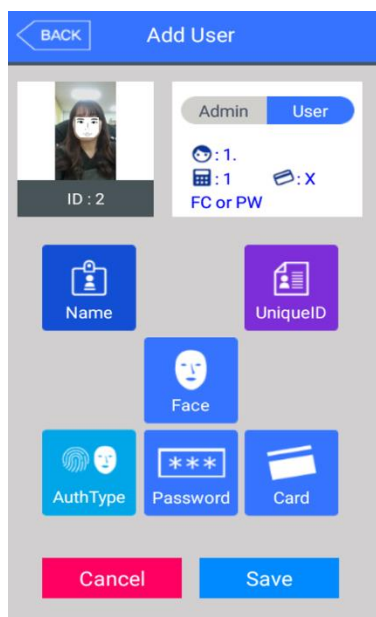 BACK
Add User
Admin User
: 1.
: 1 : X
FC or PW
ID : 2
Name
UniqueID
Face
AuthType
***
Password
Card
Cancel
Save